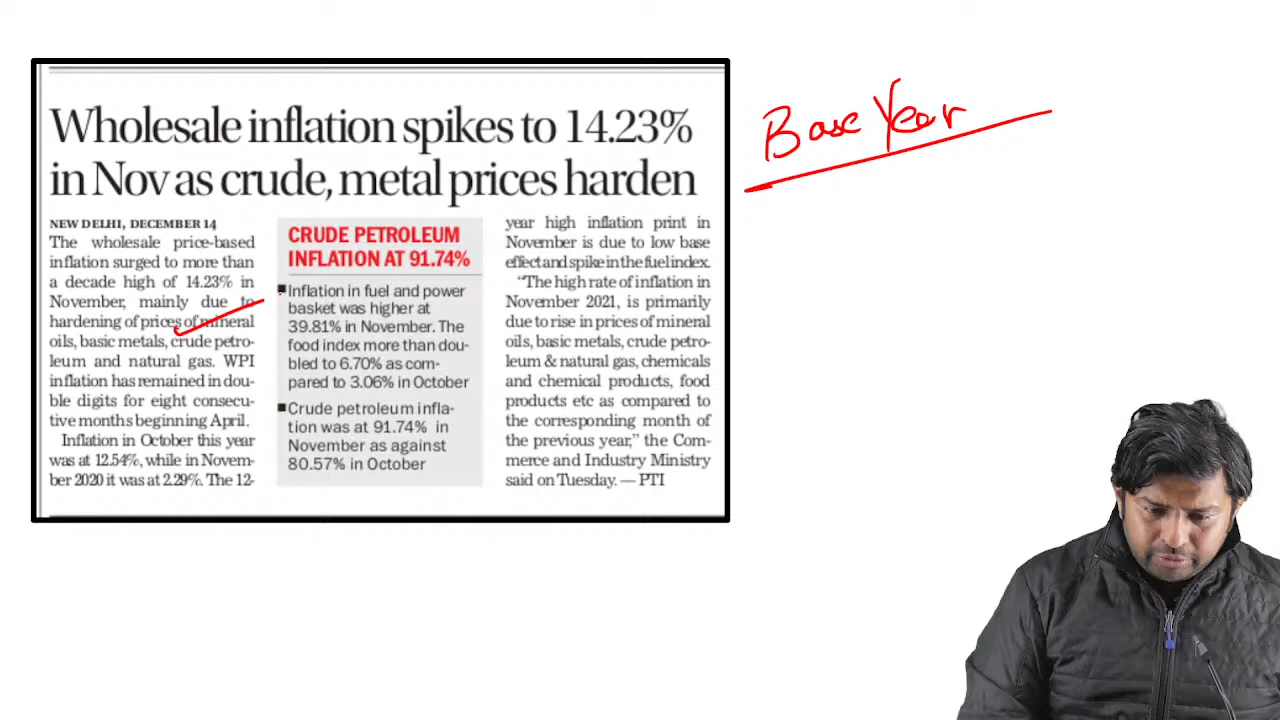 Wholesale inflation spikes to 14.23%
in Nov as crude, metal prices harden
NEW DELHI, DECEMBER 14
The wholesale price-based
inflation surged to more than
a decade high of 14.23% in
November, mainly due to
hardening of prices of mineral
oils, basic metals, crude petro-
leum and natural gas. WPI
inflation has remained in dou-
ble digits for eight consecu-
tive months beginning April.
Inflation in October this year
was at 12.54%, while in Novem-
ber 2020 it was at 2.29%. The 12-
CRUDE PETROLEUM
INFLATION AT 91.74%
■Inflation in fuel and power
basket was higher at
39.81% in November. The
food index more than dou-
bled to 6.70% as com-
pared to 3.06% in October
■Crude petroleum infla-
tion was at 91.74% in
November as against
80.57% in October
year high inflation print in
November is due to low base
effect and spike in the fuel index.
“The high rate of inflation in
November 2021, is primarily
due to rise in prices of mineral
oils, basic metals, crude petro-
leum & natural gas, chemicals
and chemical products, food
products etc as compared to
the corresponding month of
the previous year,” the Com-
merce and Industry Ministry
said on Tuesday. — PTI
Base Year